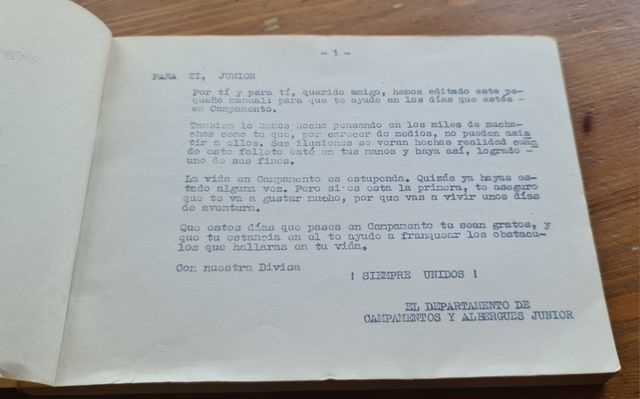 - 1 -
PARA TI, JUNIOR
Por tí y para tí, querido amigo, hemos editado este pe-
queño manual: para que te ayude en los días que estés -
en Campamento.
Tambien lo hemos hecho pensando en los miles de mucha-
chos como tu que, por carecer de medios, no pueden asis
tir a ellos. Sus ilusiones se veran hechas realidad cuan
do este folleto esté en tus manos y haya así, logrado -
uno de sus fines.
La vida en Campamento es estupenda. Quizás ya hayas es-
tado alguna voz. Pero si es esta la primera, te aseguro
que te va a gustar mucho, por que vas a vivir unos días
de aventura.
Que estos días que pases en Campamento te sean gratos, y
que tu estancia en el te ayude a franquear los obstacu-
los que hallaras en tu vida.
Con nuestra Divisa
! SIEMPRE UNIDOS !
EL DEPARTAMENTO DE
CAMPAMENTOS Y ALBERGUES JUNIOR